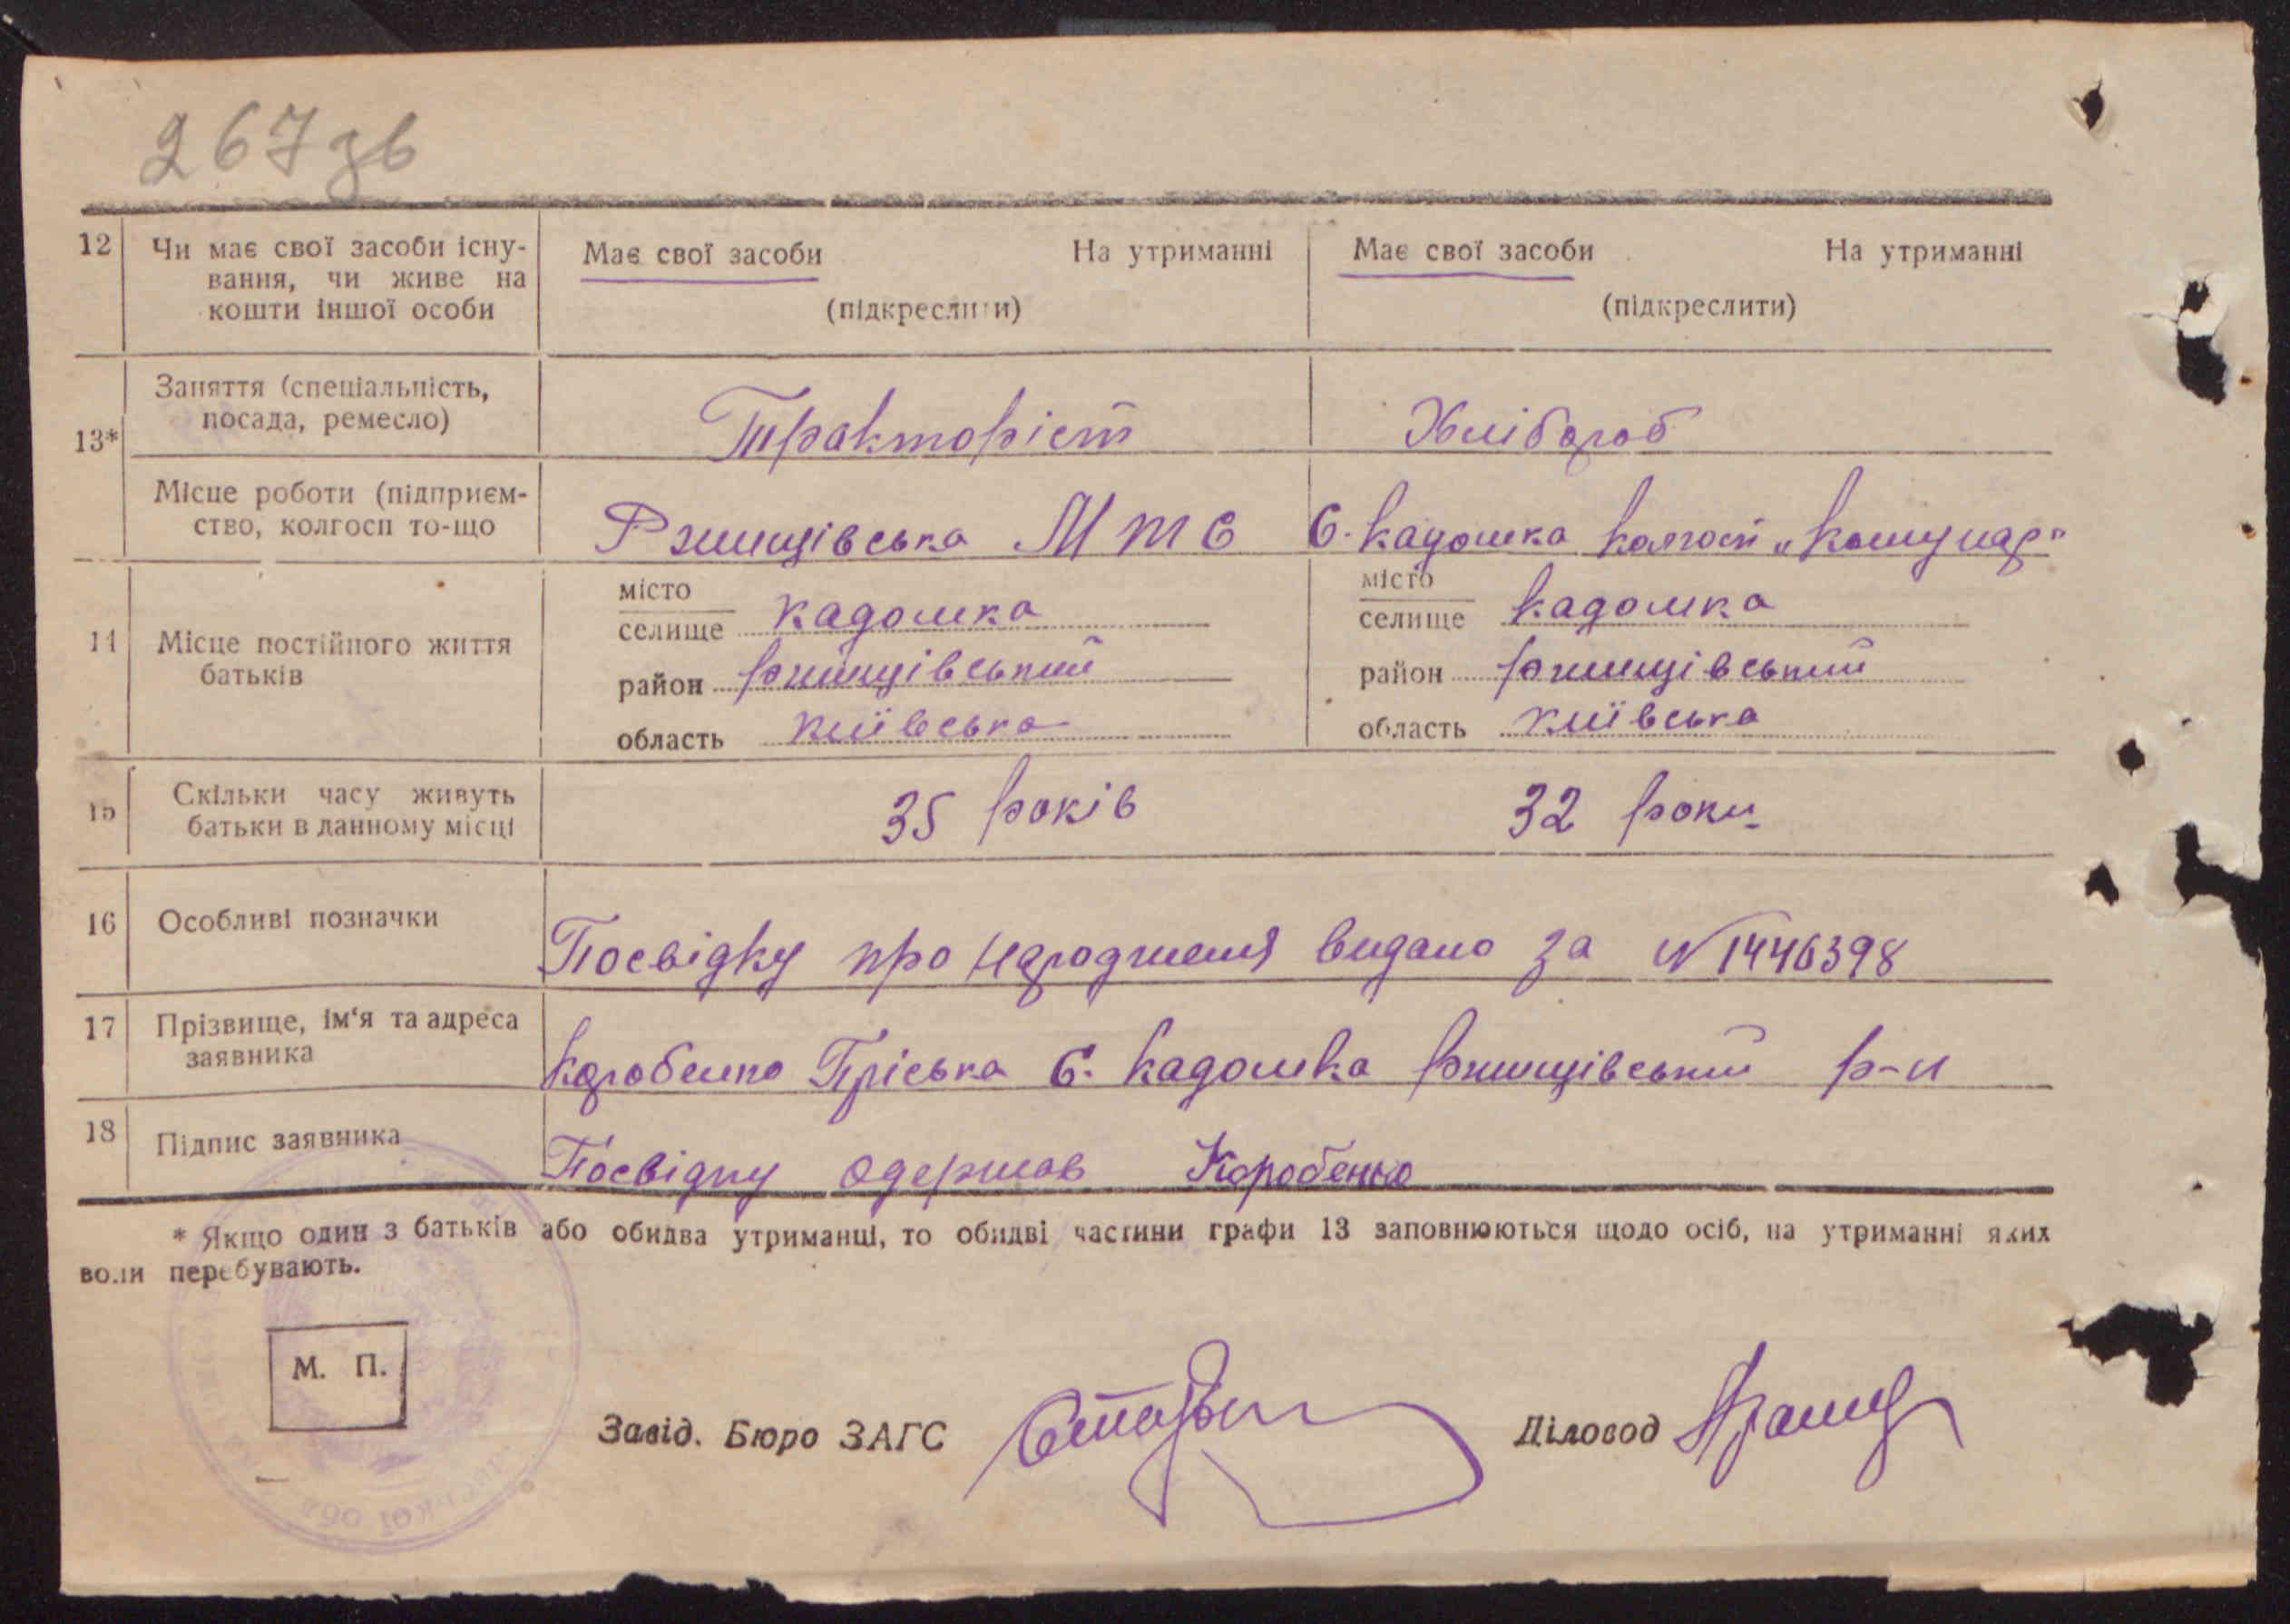 267 зв
12 Чи має свої засоби існу- Має свої засоби На утриманні Має свої засоби На утриманні
вання, чи живе на
кошти іншої особи (підкреслити) (підкреслити)
13* Заняття (спеціальність,
посада, ремесло) Тракторіст Хлібороб
Місце роботи (підприєм-
ство, колгосп то-що Ржищівська МТС С. Кадомка колгосп „Комунар"
14 Місце постійного життя
батьків
місто
селище Кадомка
район Ржищівський
область Київська
місто
селище Кадомка
район Ржищівський
область Київська
15 Скільки часу живуть
батьки в данному місці 35 років 32 роки
16 Особливі позначки Посвідку про народження видано за № 1446398
17 Прізвище, ім'я та адреса
заявника Коробенко Пріська С. Кадомка Ржищівський р-н
18 Підпис заявника Посвідку одержав Коробенко
* Якщо один з батьків або обидва утриманці, то обидві частини графи 13 заповнюються щодо осіб, на утриманні яких
вони перебувають.
М. П.
Завід. Бюро ЗАГС Діловод